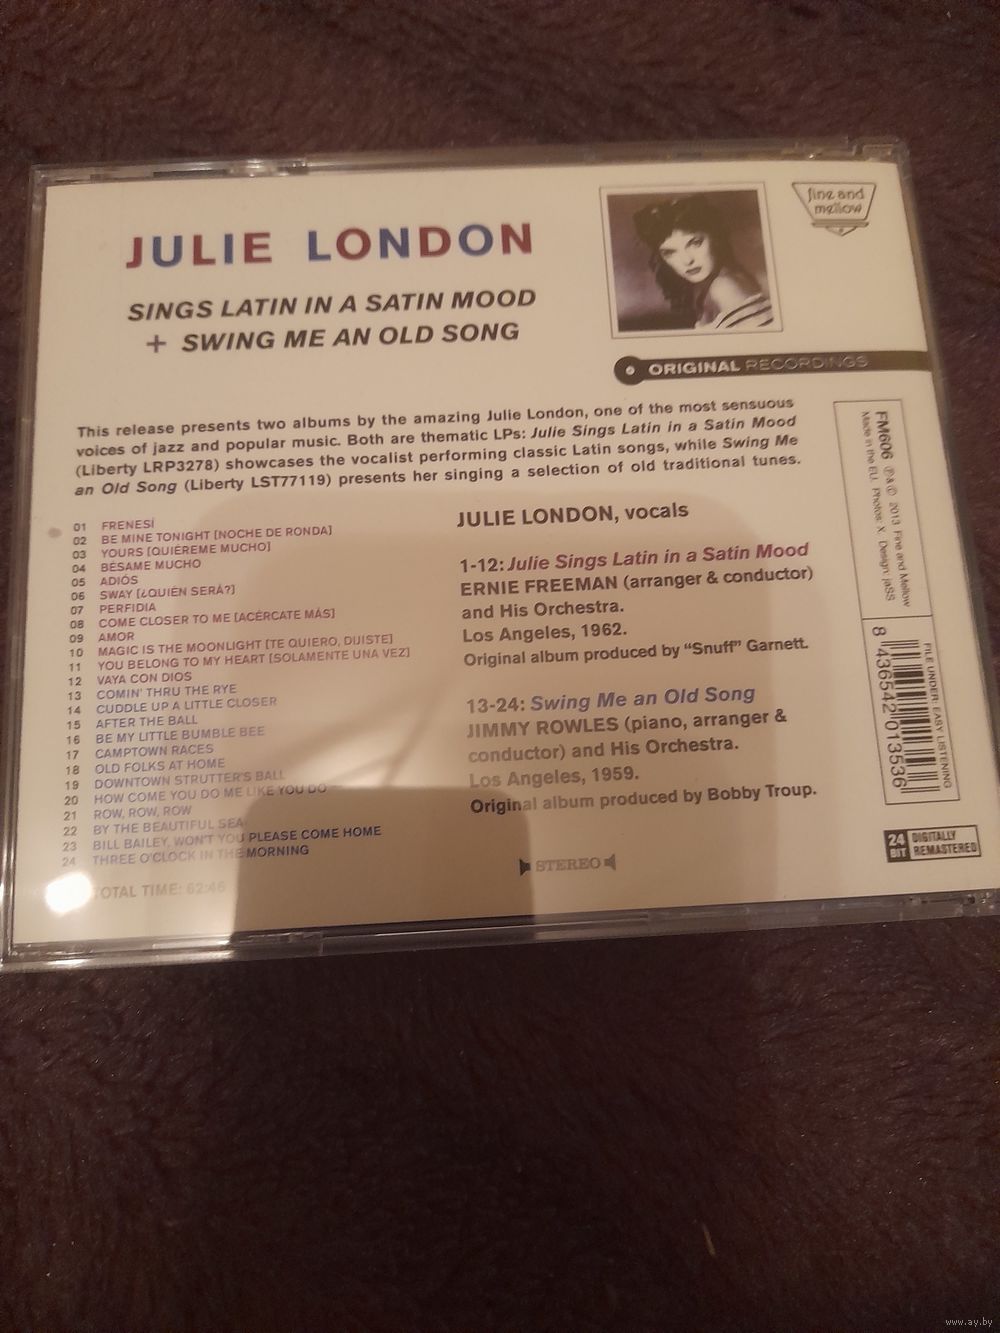 fine and
mellow
JULIE LONDON
SINGS LATIN IN A SATIN MOOD
+ SWING ME AN OLD SONG
ORIGINAL RECORDINGS
This release presents two albums by the amazing Julie London, one of the most sensuous
voices of jazz and popular music. Both are thematic LPs: Julie Sings Latin in a Satin Mood
(Liberty LRP3278) showcases the vocalist performing classic Latin songs, while Swing Me
an Old Song (Liberty LST77119) presents her singing a selection of old traditional tunes.
01 FRENESÍ
02 BE MINE TONIGHT [NOCHE DE RONDA]
03 YOURS [QUIÉREME MUCHO]
04 BÉSAME MUCHO
05 ADIÓS
06 SWAY [¿QUIÉN SERÁ?]
07 PERFIDIA
08 COME CLOSER TO ME [ACÉRCATE MÁS]
09 AMOR
10 MAGIC IS THE MOONLIGHT [TE QUIERO, DIJISTE]
11 YOU BELONG TO MY HEART [SOLAMENTE UNA VEZ]
12 VAYA CON DIOS
13 COMIN' THRU THE RYE
14 CUDDLE UP A LITTLE CLOSER
15 AFTER THE BALL
16 BE MY LITTLE BUMBLE BEE
17 CAMPTOWN RACES
18 OLD FOLKS AT HOME
19 DOWNTOWN STRUTTER'S BALL
20 HOW COME YOU DO ME LIKE YOU DO
21 ROW, ROW, ROW
22 BY THE BEAUTIFUL SEA
23 BILL BAILEY, WON'T YOU PLEASE COME HOME
24 THREE O'CLOCK IN THE MORNING
TOTAL TIME: 62:46
JULIE LONDON, vocals
1-12: Julie Sings Latin in a Satin Mood
ERNIE FREEMAN (arranger & conductor)
and His Orchestra.
Los Angeles, 1962.
Original album produced by “Snuff” Garnett.
13-24: Swing Me an Old Song
JIMMY ROWLES (piano, arranger &
conductor) and His Orchestra.
Los Angeles, 1959.
Original album produced by Bobby Troup.
STEREO
FM606 ℗&© 2013 Fine and Mellow
Made in the EU. Photos: X. Design: jaSS
FILE UNDER: EASY LISTENING
8 436542 013536
24 BIT DIGITALLY
REMASTERED
www.ay.by